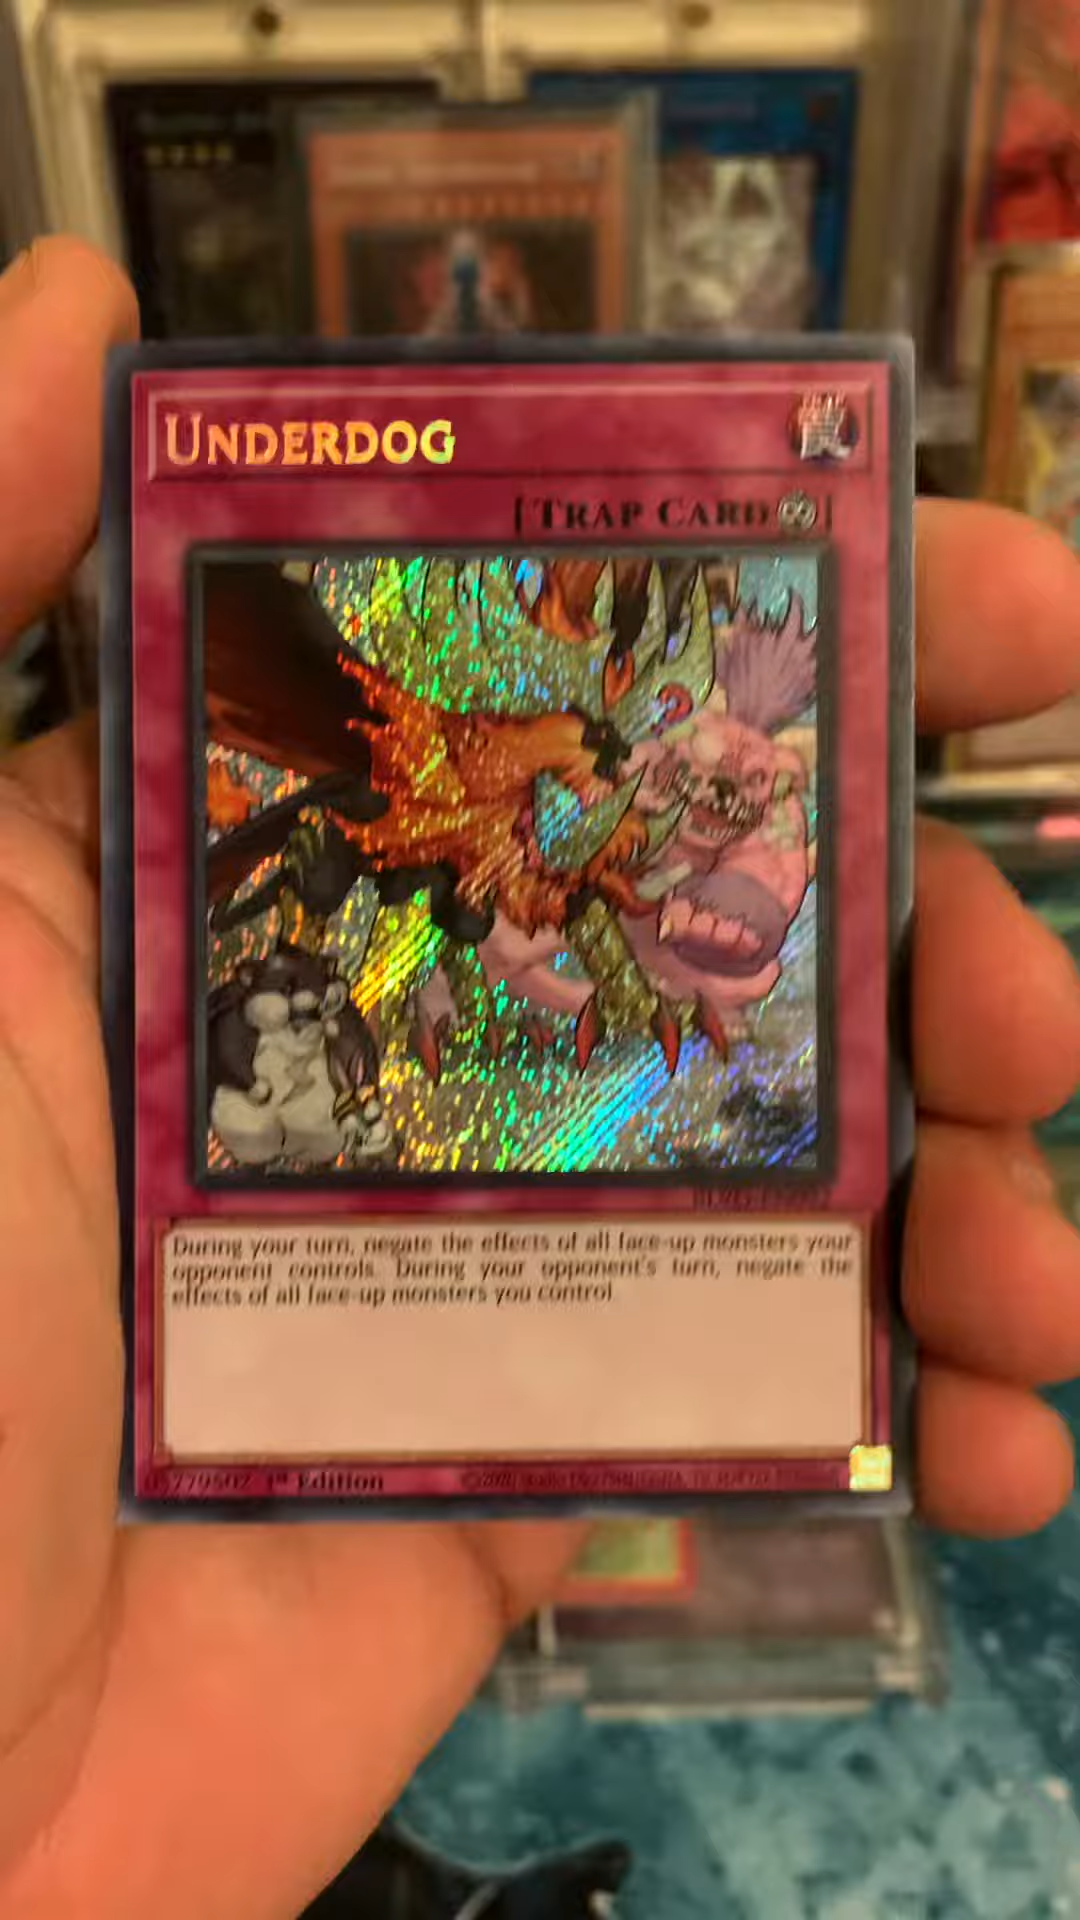 UNDERDOG
罠
[TRAP CARD ∞]
During your turn, negate the effects of all face-up monsters your
opponent controls. During your opponent's turn, negate the
effects of all face-up monsters you control.
1st Edition